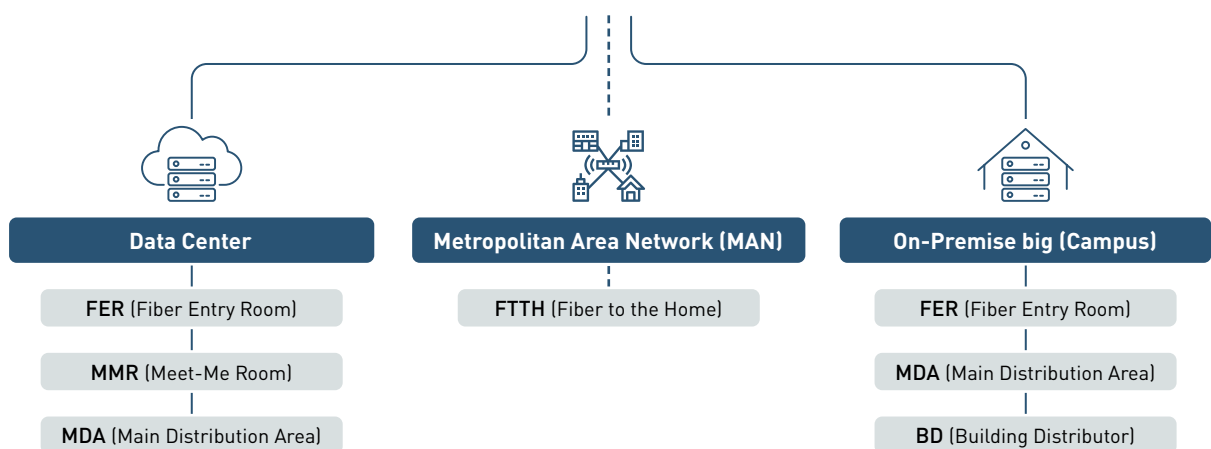 Data Center
Metropolitan Area Network (MAN)
On-Premise big (Campus)
FER (Fiber Entry Room)
FTTH (Fiber to the Home)
FER (Fiber Entry Room)
MMR (Meet-Me Room)
MDA (Main Distribution Area)
MDA (Main Distribution Area)
BD (Building Distributor)